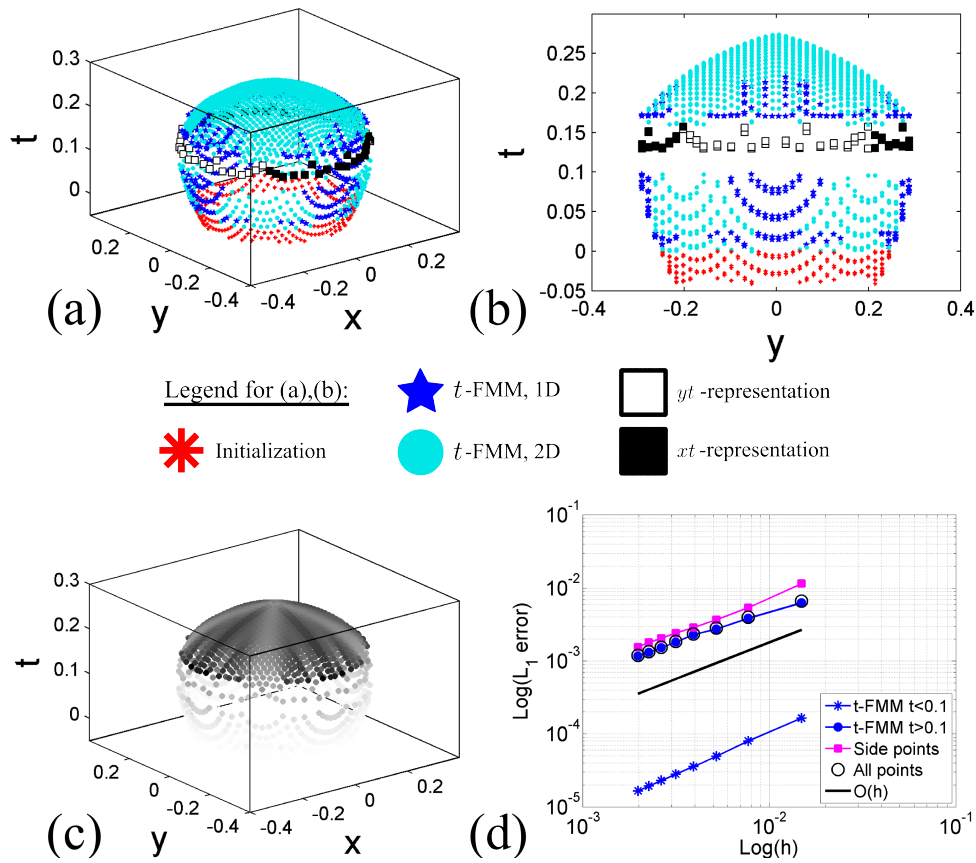 (a)
t
0.3
0.2
0.1
0
0.2
0
-0.2
-0.4
y
-0.4
-0.2
0
0.2
x
(b)
t
0.25
0.2
0.15
0.1
0.05
0
-0.05
-0.4
-0.2
0
0.2
0.4
y
Legend for (a),(b):
t-FMM, 1D
yt -representation
Initialization
t-FMM, 2D
xt -representation
(c)
t
0.3
0.2
0.1
0
0.2
0
-0.2
-0.4
y
-0.4
-0.2
0
0.2
x
(d)
Log(L1 error)
10^-1
10^-2
10^-3
10^-4
10^-5
10^-3
10^-2
10^-1
Log(h)
t-FMM t<0.1
t-FMM t>0.1
Side points
All points
O(h)